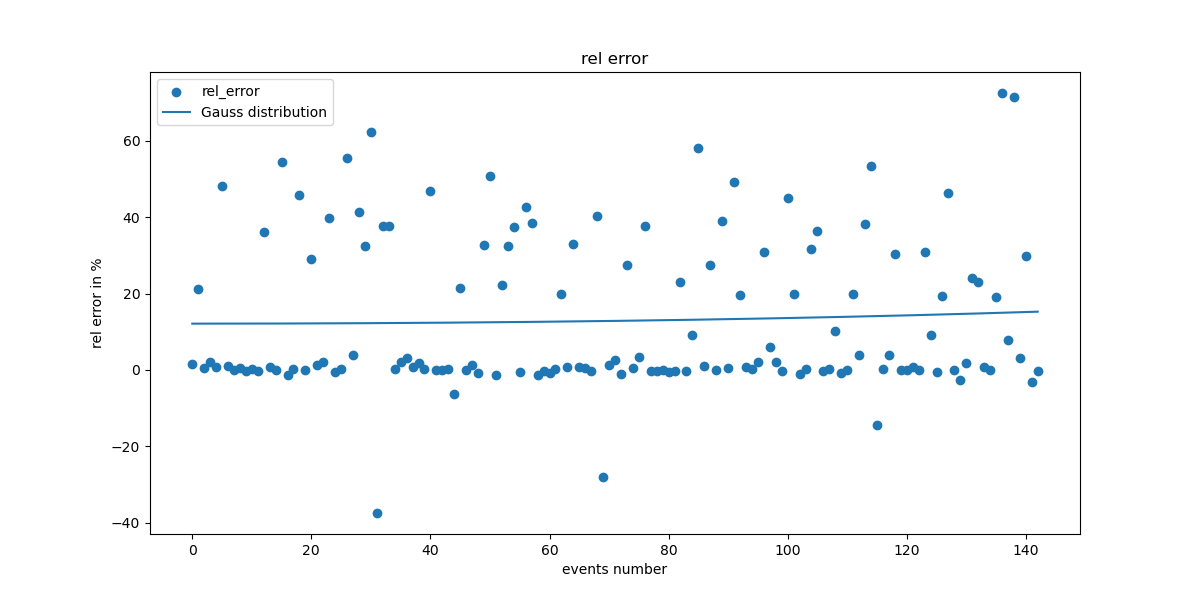 rel error
rel_error
Gauss distribution
rel error in %
60
40
20
0
−20
−40
0 20 40 60 80 100 120 140
events number